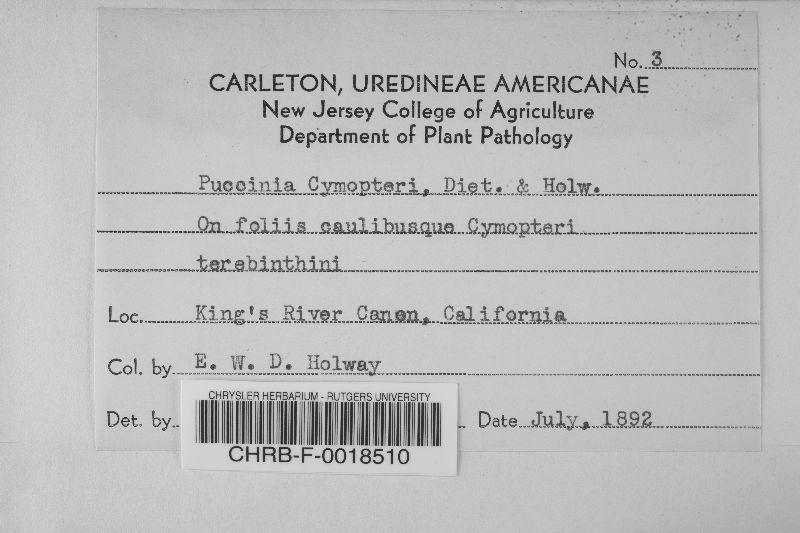 No. 3
CARLETON, UREDINEAE AMERICANAE
New Jersey College of Agriculture
Department of Plant Pathology
Puccinia Cymopteri, Diet. & Holw.
On foliis caulibusque Cymopteri
terebinthini
Loc. King's River Canon, California
Col. by E. W. D. Holway
Det. by
Date July, 1892
CHRYSLER HERBARIUM - RUTGERS UNIVERSITY
CHRB-F-0018510